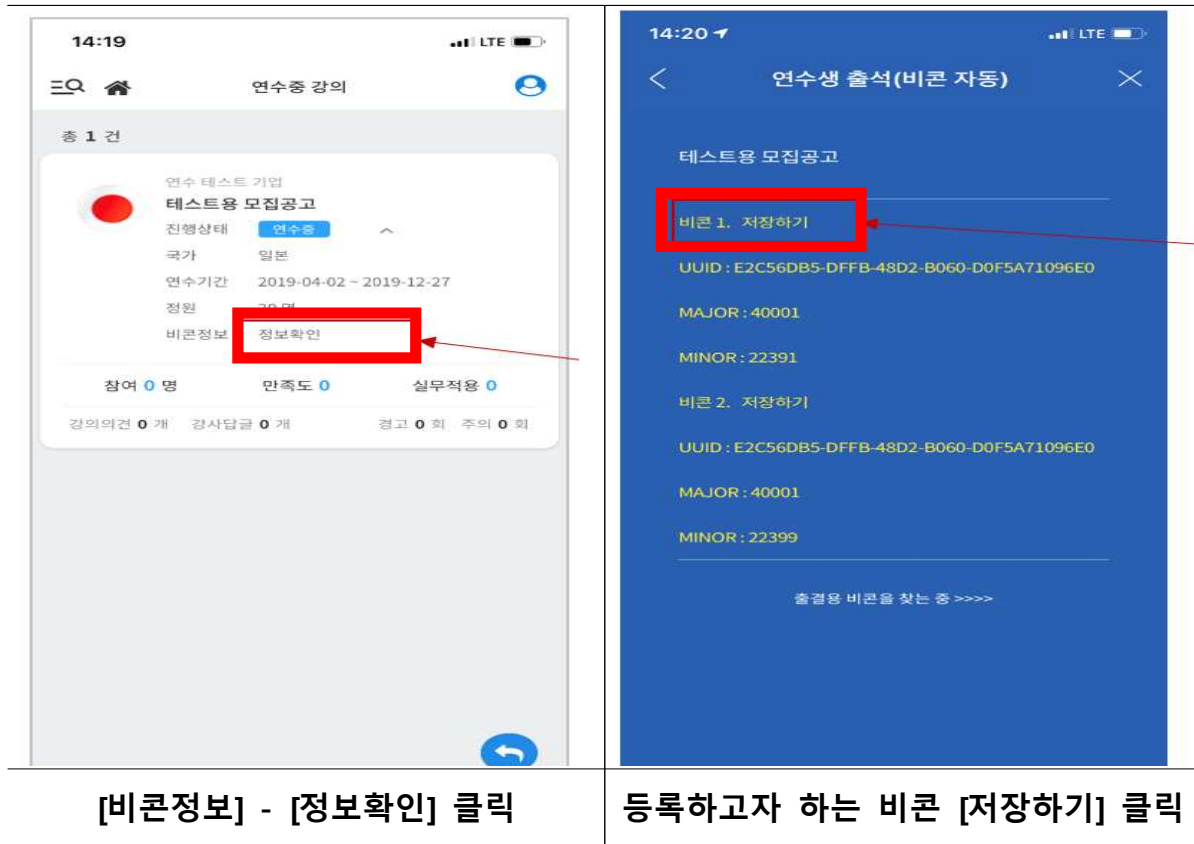 14:19
LTE
연수중 강의
총 1 건
연수 테스트 기업
테스트용 모집공고
진행상태 연수중
국가 일본
연수기간 2019-04-02 ~ 2019-12-27
정원
비콘정보 정보확인
참여 0 명 만족도 0 실무적용 0
강의의견 0 개 강사답글 0 개 경고 0 회 주의 0 회
[비콘정보] - [정보확인] 클릭
14:20
LTE
연수생 출석(비콘 자동)
테스트용 모집공고
비콘 1. 저장하기
UUID : E2C56DB5-DFFB-48D2-B060-D0F5A71096E0
MAJOR : 40001
MINOR : 22391
비콘 2. 저장하기
UUID : E2C56DB5-DFFB-48D2-B060-D0F5A71096E0
MAJOR : 40001
MINOR : 22399
출결용 비콘을 찾는 중 >>>>
등록하고자 하는 비콘 [저장하기] 클릭